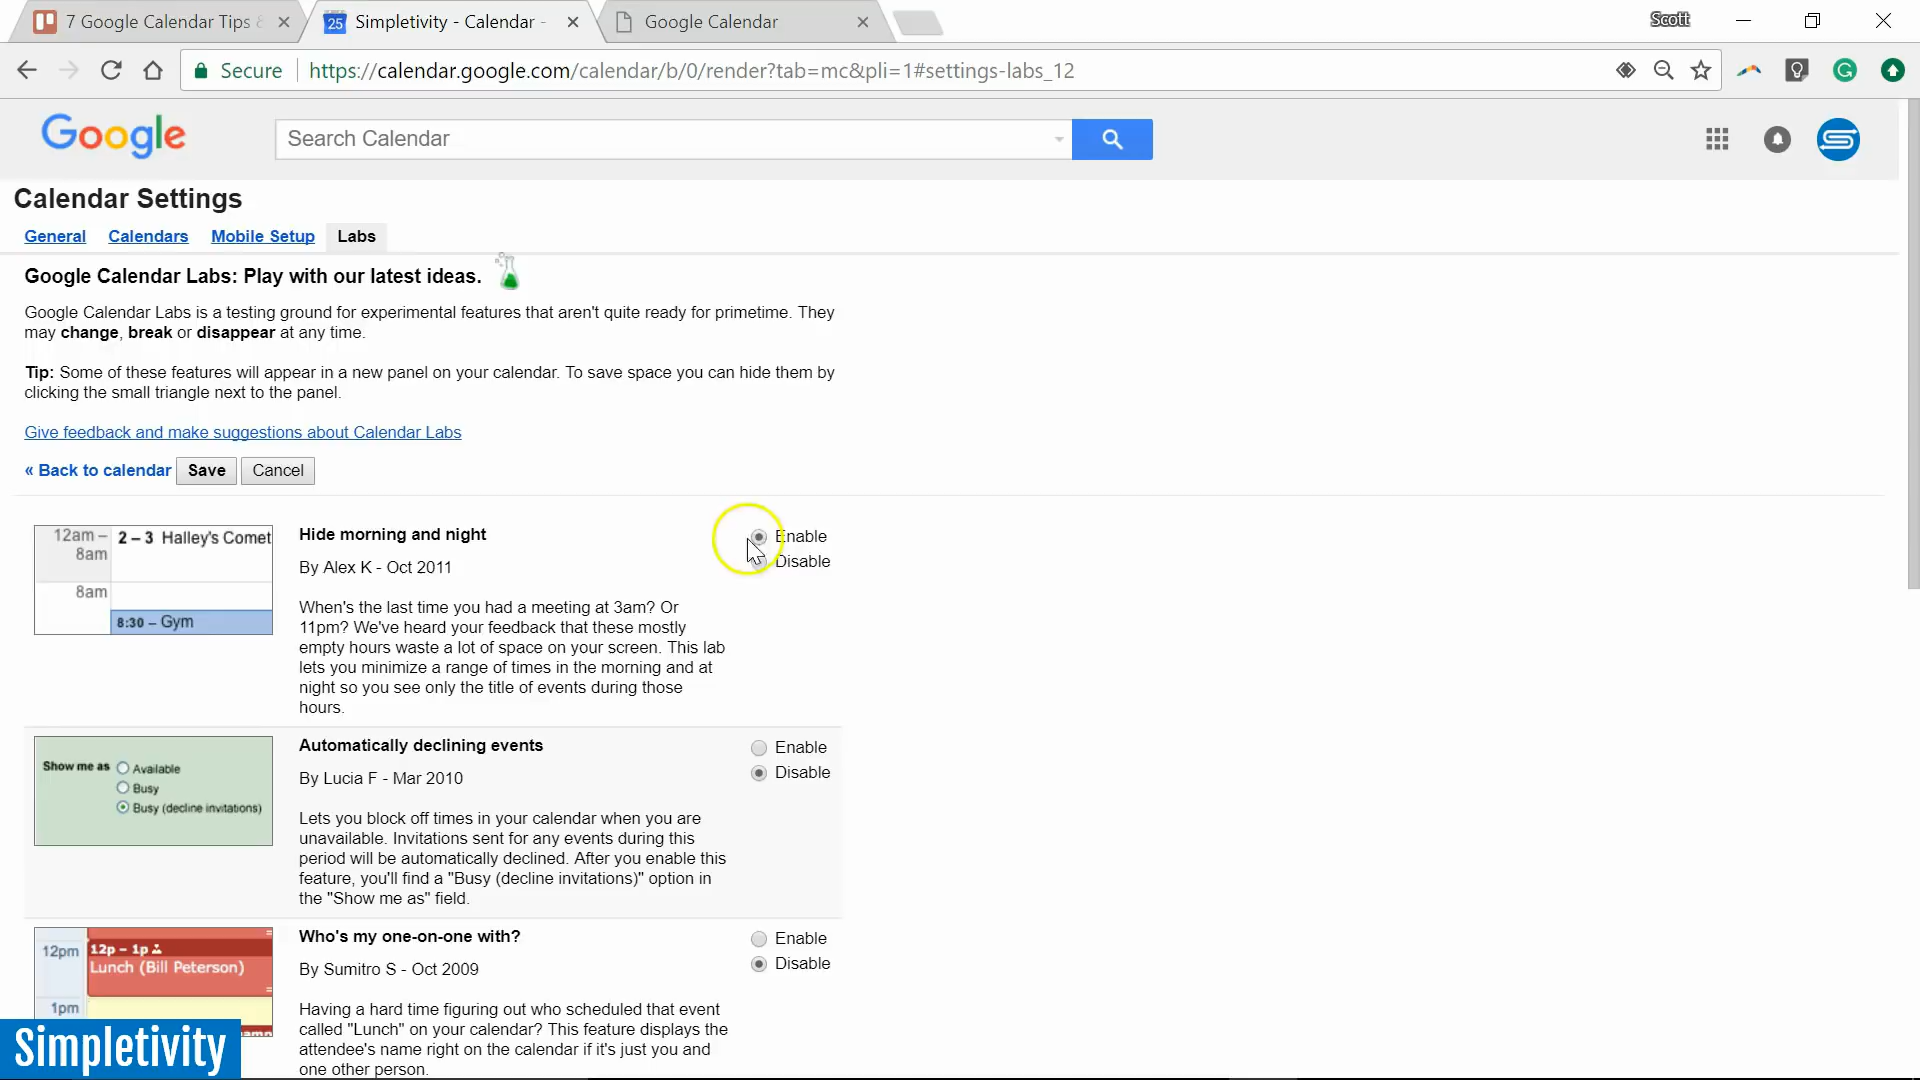 7 Google Calendar Tips &
Simpletivity - Calendar -
Google Calendar
Scott
Secure
https://calendar.google.com/calendar/b/0/render?tab=mc&pli=1#settings-labs_12
Google
Search Calendar
Calendar Settings
General Calendars Mobile Setup Labs
Google Calendar Labs: Play with our latest ideas.
Google Calendar Labs is a testing ground for experimental features that aren't quite ready for primetime. They
may change, break or disappear at any time.
Tip: Some of these features will appear in a new panel on your calendar. To save space you can hide them by
clicking the small triangle next to the panel.
Give feedback and make suggestions about Calendar Labs
« Back to calendar Save Cancel
12am –
8am
2 – 3 Halley's Comet
8am
8:30 – Gym
Hide morning and night
By Alex K - Oct 2011
When's the last time you had a meeting at 3am? Or
11pm? We've heard your feedback that these mostly
empty hours waste a lot of space on your screen. This lab
lets you minimize a range of times in the morning and at
night so you see only the title of events during those
hours.
Enable
Disable
Show me as
Available
Busy
Busy (decline invitations)
Automatically declining events
By Lucia F - Mar 2010
Lets you block off times in your calendar when you are
unavailable. Invitations sent for any events during this
period will be automatically declined. After you enable this
feature, you'll find a "Busy (decline invitations)" option in
the "Show me as" field.
Enable
Disable
12pm
12p – 1p
Lunch (Bill Peterson)
1pm
Who's my one-on-one with?
By Sumitro S - Oct 2009
Having a hard time figuring out who scheduled that event
called "Lunch" on your calendar? This feature displays the
attendee's name right on the calendar if it's just you and
one other person.
Enable
Disable
Simpletivity